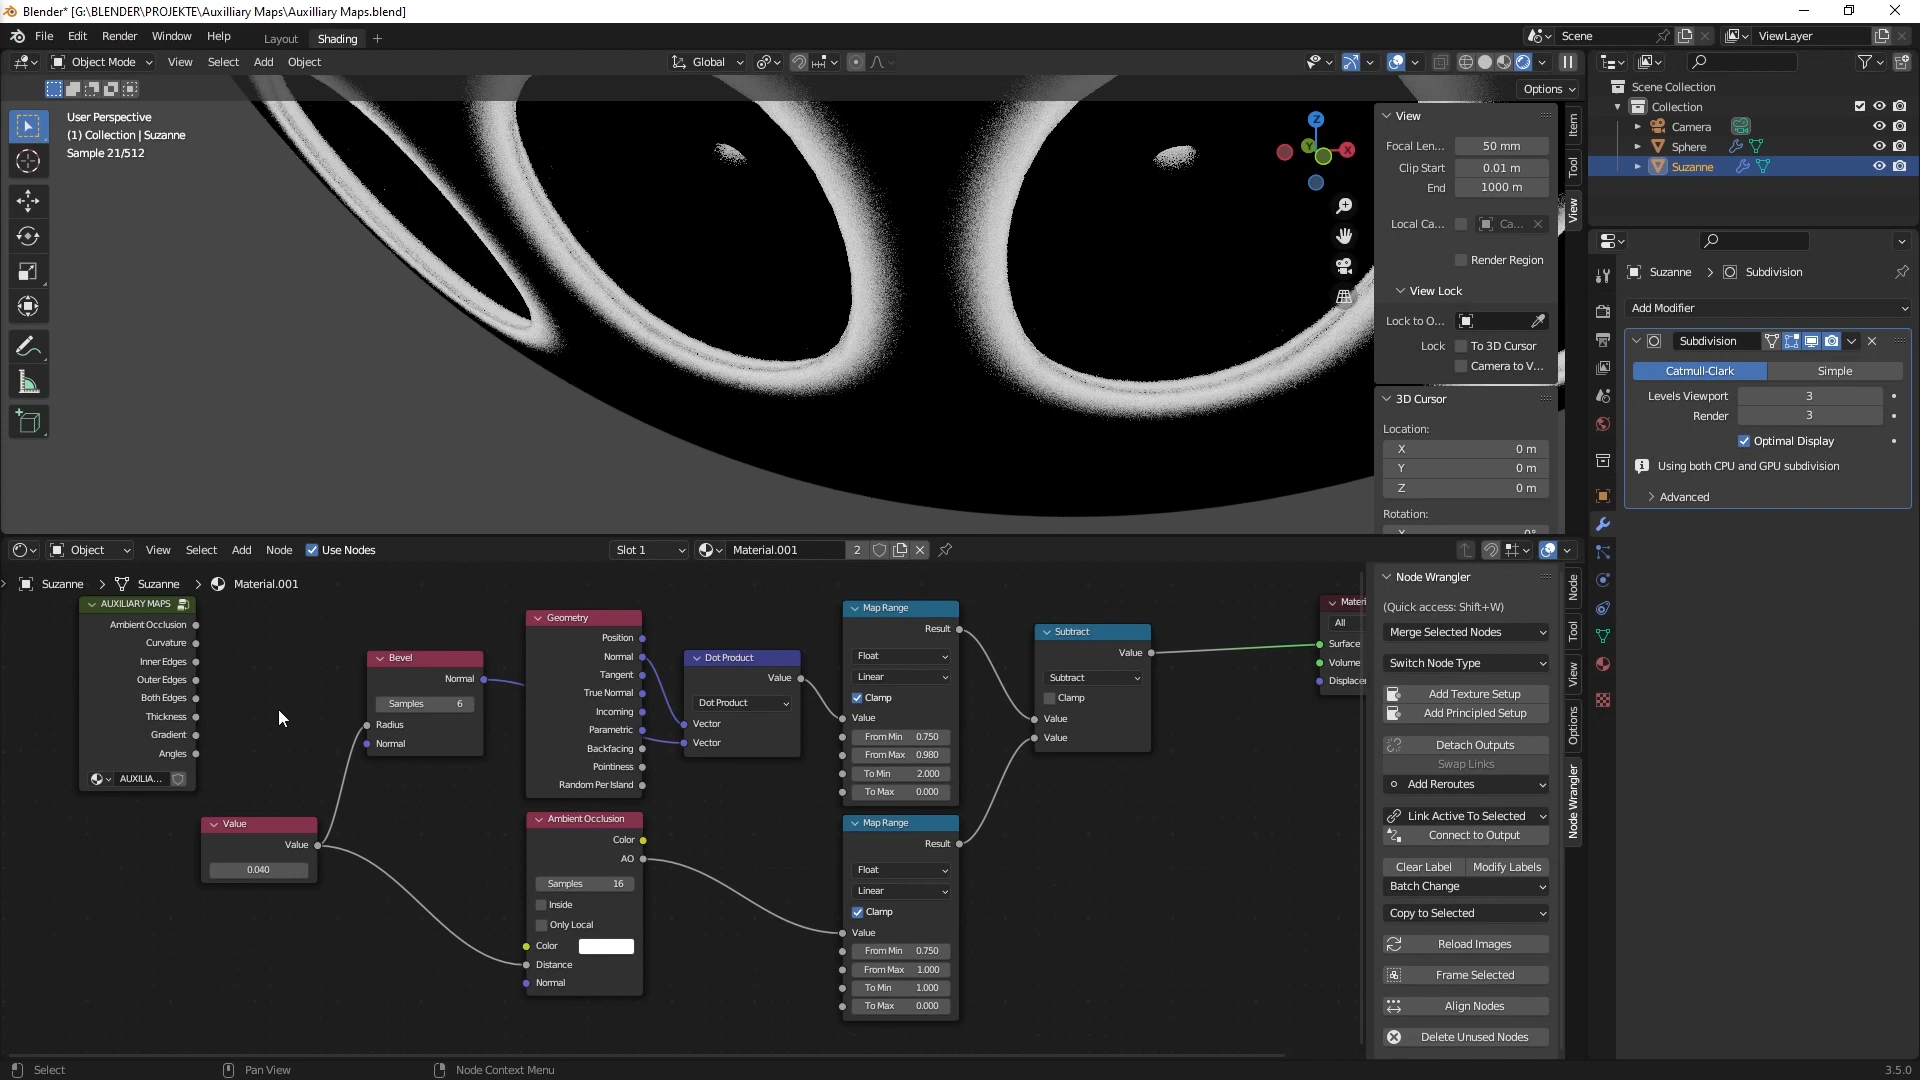 Blender* [G:\BLENDER\PROJEKTE\Auxilliary Maps\Auxilliary Maps.blend]
File Edit Render Window Help Layout Shading + Scene ViewLayer
Object Mode View Select Add Object Global
Options
User Perspective
(1) Collection | Suzanne
Sample 21/512
Z
Y
X
View
Focal Len... 50 mm
Clip Start 0.01 m
End 1000 m
Local Ca... Ca...
Render Region
View Lock
Lock to O...
Lock To 3D Cursor
Camera to V...
3D Cursor
Location:
X 0 m
Y 0 m
Z 0 m
Rotation:
Item
Tool
View
Scene Collection
Collection
Camera
Sphere
Suzanne
Suzanne > Subdivision
Add Modifier
Subdivision
Catmull-Clark Simple
Levels Viewport 3
Render 3
Optimal Display
Using both CPU and GPU subdivision
Advanced
Object View Select Add Node Use Nodes Slot 1 Material.001 2
Suzanne > Suzanne > Material.001
AUXILIARY MAPS
Ambient Occlusion
Curvature
Inner Edges
Outer Edges
Both Edges
Thickness
Gradient
Angles
AUXILIA...
Value
Value
0.040
Bevel
Normal
Samples 6
Radius
Normal
Geometry
Position
Normal
Tangent
True Normal
Incoming
Parametric
Backfacing
Pointiness
Random Per Island
Ambient Occlusion
Color
AO
Samples 16
Inside
Only Local
Color
Distance
Normal
Dot Product
Value
Dot Product
Vector
Vector
Map Range
Result
Float
Linear
Clamp
Value
From Min 0.750
From Max 0.980
To Min 2.000
To Max 0.000
Map Range
Result
Float
Linear
Clamp
Value
From Min 0.750
From Max 1.000
To Min 1.000
To Max 0.000
Subtract
Value
Subtract
Clamp
Value
Value
Materi
All
Surface
Volume
Displacer
Node Wrangler
(Quick access: Shift+W)
Merge Selected Nodes
Switch Node Type
Add Texture Setup
Add Principled Setup
Detach Outputs
Swap Links
Add Reroutes
Link Active To Selected
Connect to Output
Clear Label Modify Labels
Batch Change
Copy to Selected
Reload Images
Frame Selected
Align Nodes
Delete Unused Nodes
Node
Tool
View
Options
Node Wrangler
Select Pan View Node Context Menu 3.5.0